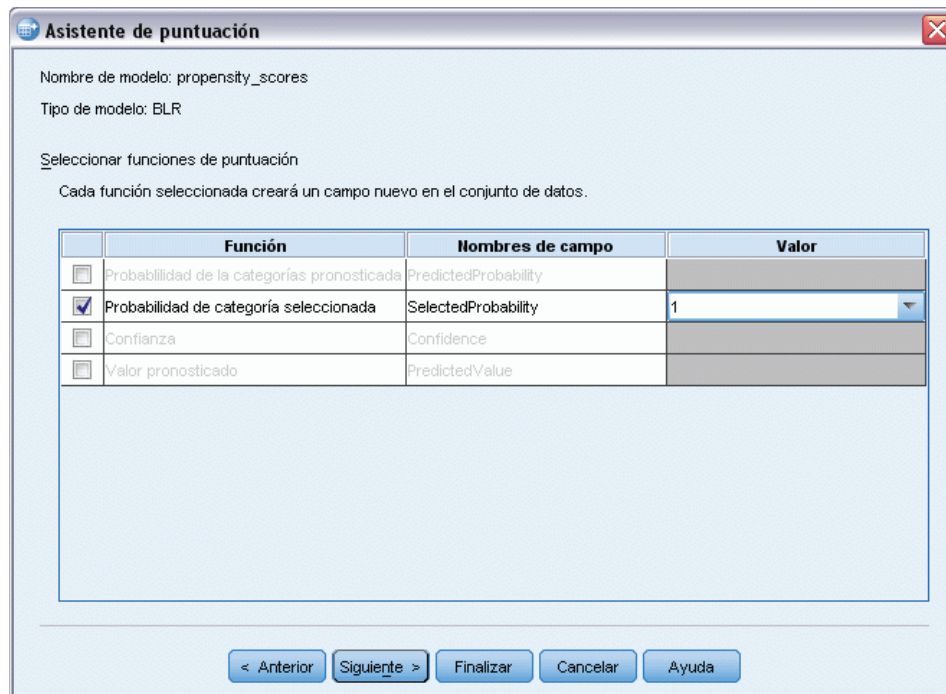 Asistente de puntuación
Nombre de modelo: propensity_scores
Tipo de modelo: BLR
Seleccionar funciones de puntuación
Cada función seleccionada creará un campo nuevo en el conjunto de datos.
Función Nombres de campo Valor
Probablilidad de la categorías pronosticada PredictedProbability
Probabilidad de categoría seleccionada SelectedProbability 1
Confianza Confidence
Valor pronosticado PredictedValue
< Anterior Siguiente > Finalizar Cancelar Ayuda